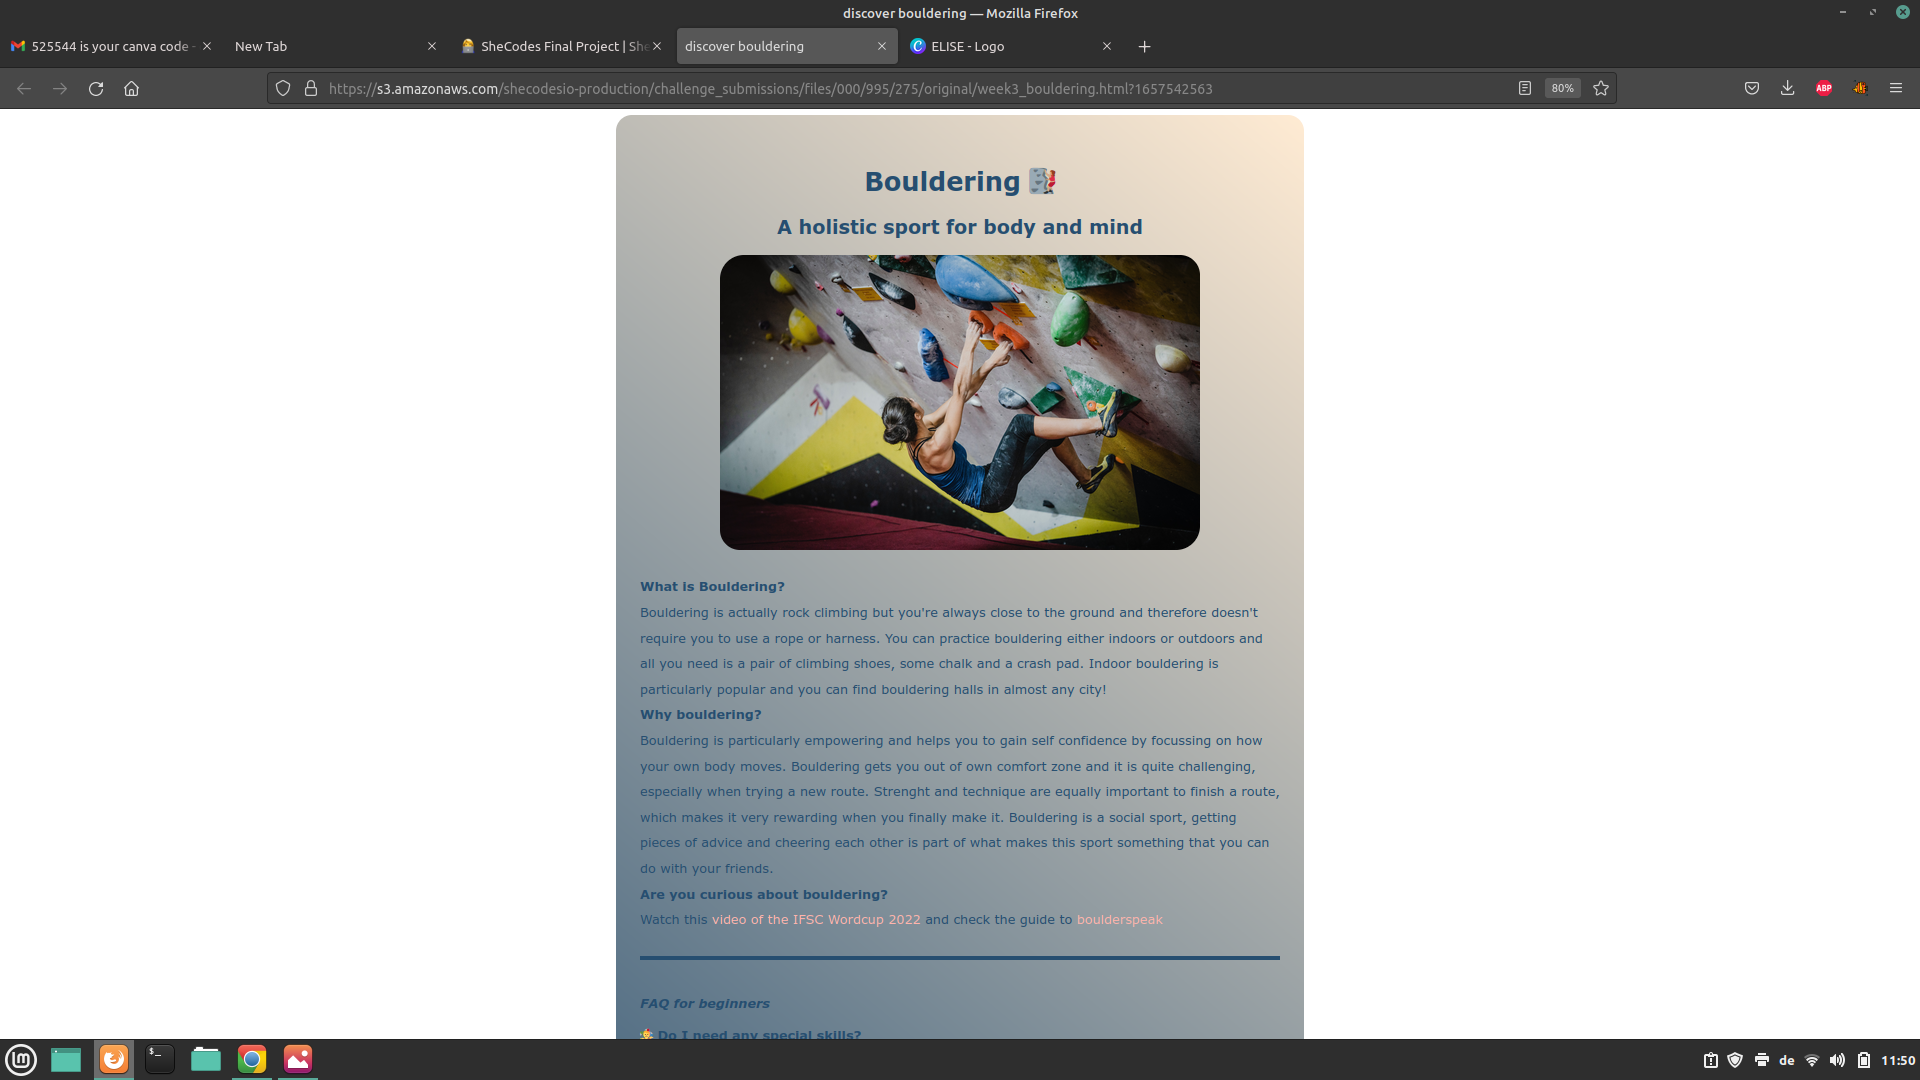 discover bouldering — Mozilla Firefox
525544 is your canva code -
New Tab
SheCodes Final Project | She
discover bouldering
ELISE - Logo
https://s3.amazonaws.com/shecodesio-production/challenge_submissions/files/000/995/275/original/week3_bouldering.html?1657542563
80%
ABP
Bouldering
A holistic sport for body and mind
What is Bouldering?
Bouldering is actually rock climbing but you're always close to the ground and therefore doesn't
require you to use a rope or harness. You can practice bouldering either indoors or outdoors and
all you need is a pair of climbing shoes, some chalk and a crash pad. Indoor bouldering is
particularly popular and you can find bouldering halls in almost any city!
Why bouldering?
Bouldering is particularly empowering and helps you to gain self confidence by focussing on how
your own body moves. Bouldering gets you out of own comfort zone and it is quite challenging,
especially when trying a new route. Strenght and technique are equally important to finish a route,
which makes it very rewarding when you finally make it. Bouldering is a social sport, getting
pieces of advice and cheering each other is part of what makes this sport something that you can
do with your friends.
Are you curious about bouldering?
Watch this video of the IFSC Wordcup 2022 and check the guide to boulderspeak
FAQ for beginners
Do I need any special skills?
lm
$_
de
11:50